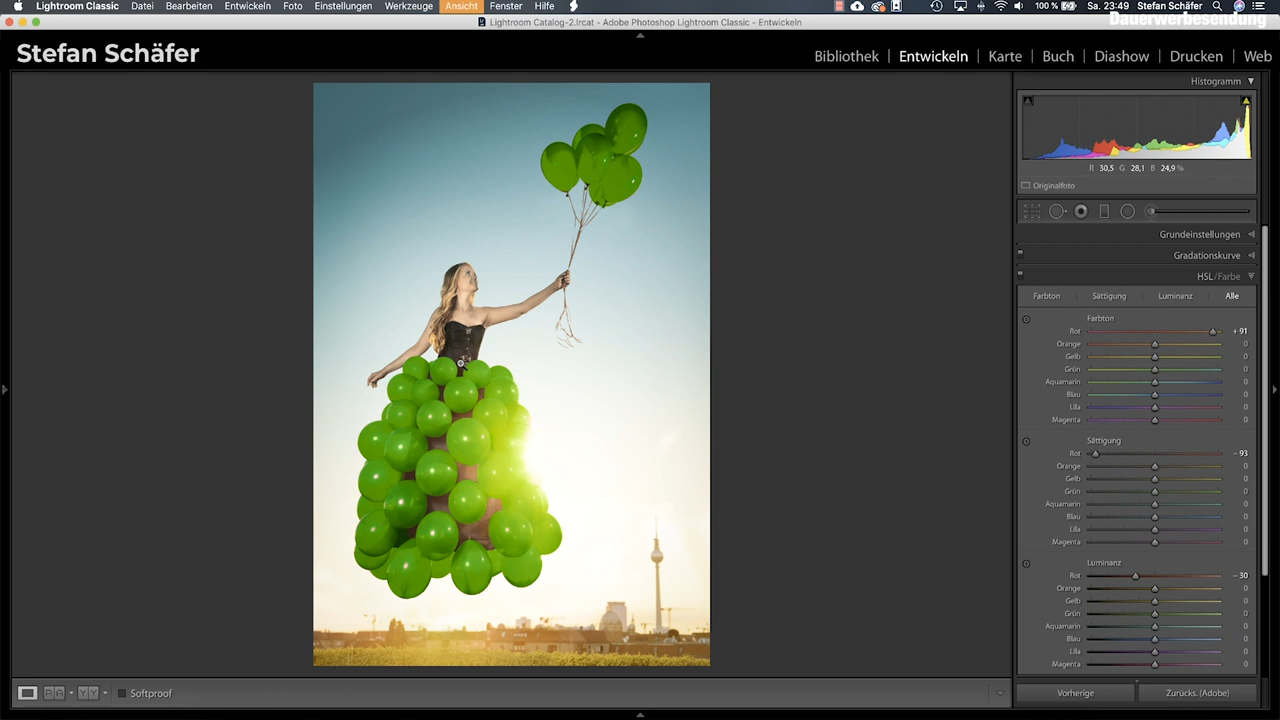 Lightroom Classic Datei Bearbeiten Entwickeln Foto Einstellungen Werkzeuge Ansicht Fenster Hilfe 100 % Sa. 23:49 Stefan Schäfer
Lightroom Catalog-2.lrcat - Adobe Photoshop Lightroom Classic - Entwickeln
Dauerwerbesendung
Stefan Schäfer
Bibliothek | Entwickeln | Karte | Buch | Diashow | Drucken | Web
Histogramm
R 30,5 G 28,1 B 24,9 %
Originalfoto
Grundeinstellungen
Gradationskurve
HSL/Farbe
Farbton Sättigung Luminanz Alle
Farbton
Rot + 91
Orange 0
Gelb 0
Grün 0
Aquamarin 0
Blau 0
Lila 0
Magenta 0
Sättigung
Rot - 93
Orange 0
Gelb 0
Grün 0
Aquamarin 0
Blau 0
Lila 0
Magenta 0
Luminanz
Rot - 30
Orange 0
Gelb 0
Grün 0
Aquamarin 0
Blau 0
Lila 0
Magenta 0
Softproof
Vorherige Zurücks. (Adobe)